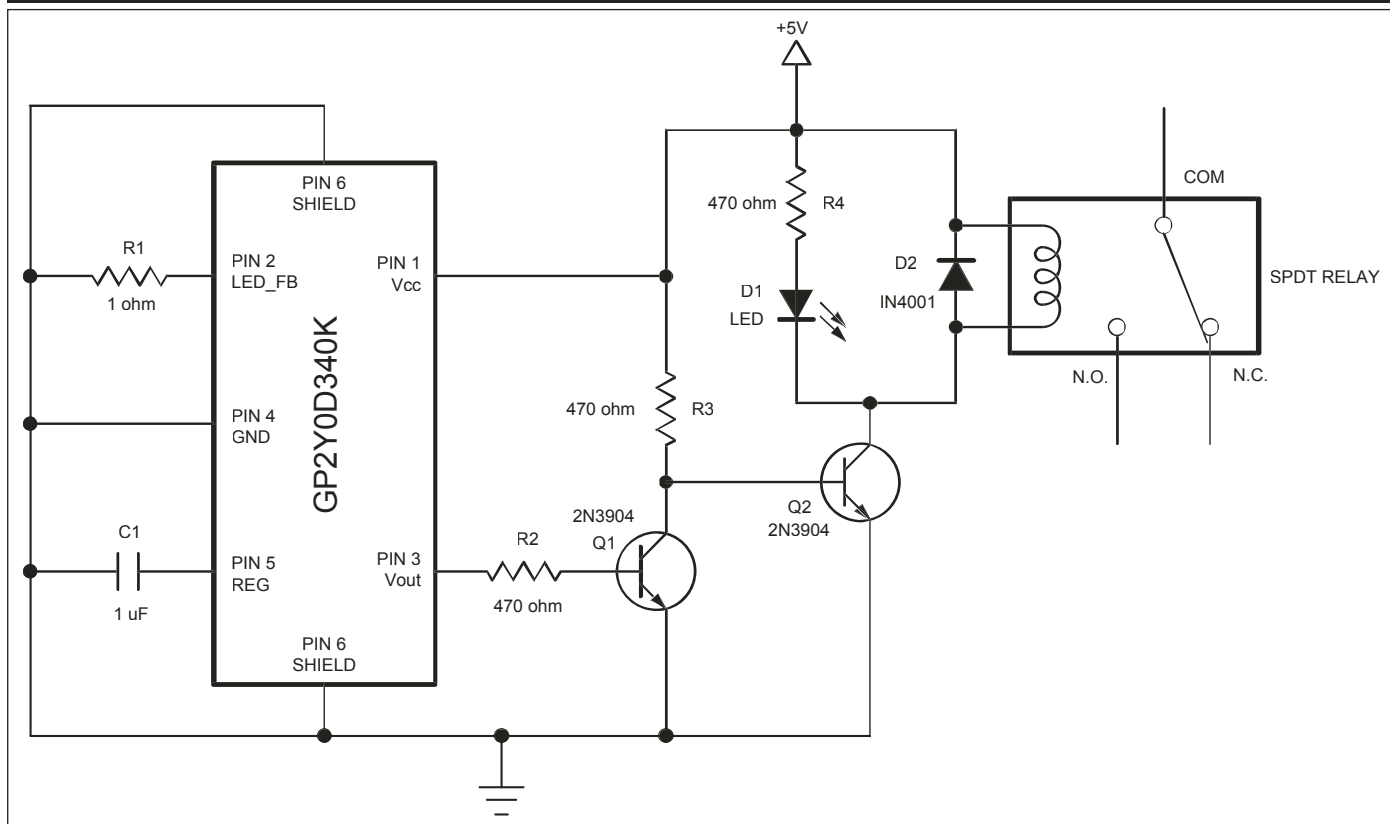 +5V
PIN 6
SHIELD
COM
470 ohm
R4
R1
1 ohm
PIN 2
LED_FB
PIN 1
Vcc
D2
IN4001
SPDT RELAY
D1
LED
GP2Y0D340K
N.O.
N.C.
470 ohm
R3
PIN 4
GND
Q2
2N3904
2N3904
Q1
C1
1 uF
PIN 5
REG
PIN 3
Vout
R2
470 ohm
PIN 6
SHIELD